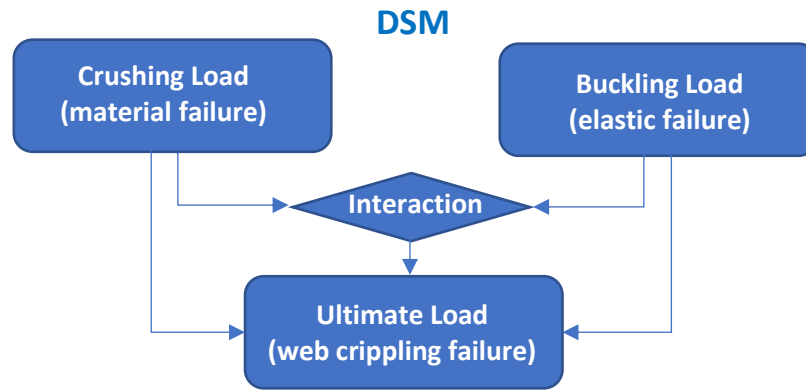 DSM
Crushing Load
(material failure)
Buckling Load
(elastic failure)
Interaction
Ultimate Load
(web crippling failure)